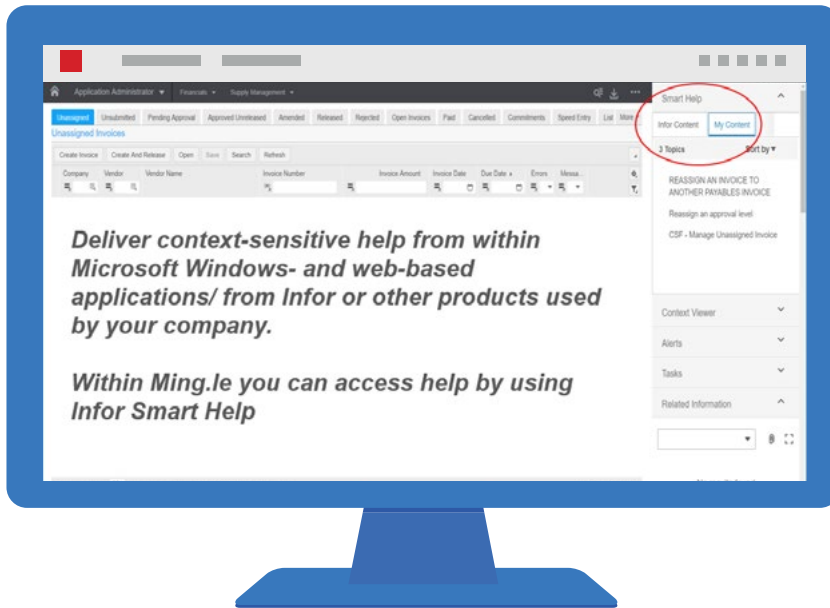 Application Administrator Financials Supply Management
Smart Help
Unassigned Unsubmitted Pending Approval Approved Unreleased Amended Released Rejected Open Invoices Paid Cancelled Commitments Speed Entry List More
Infor Content My Content
Unassigned Invoices
3 Topics Sort by
Create Invoice Create And Release Open Save Search Refresh
Company Vendor Vendor Name Invoice Number Invoice Amount Invoice Date Due Date Errors Messa...
REASSIGN AN INVOICE TO
ANOTHER PAYABLES INVOICE
Reassign an approval level
CSF - Manage Unassigned Invoice
Deliver context-sensitive help from within
Microsoft Windows- and web-based
applications/ from Infor or other products used
by your company.
Within Ming.le you can access help by using
Infor Smart Help
Context Viewer
Alerts
Tasks
Related Information